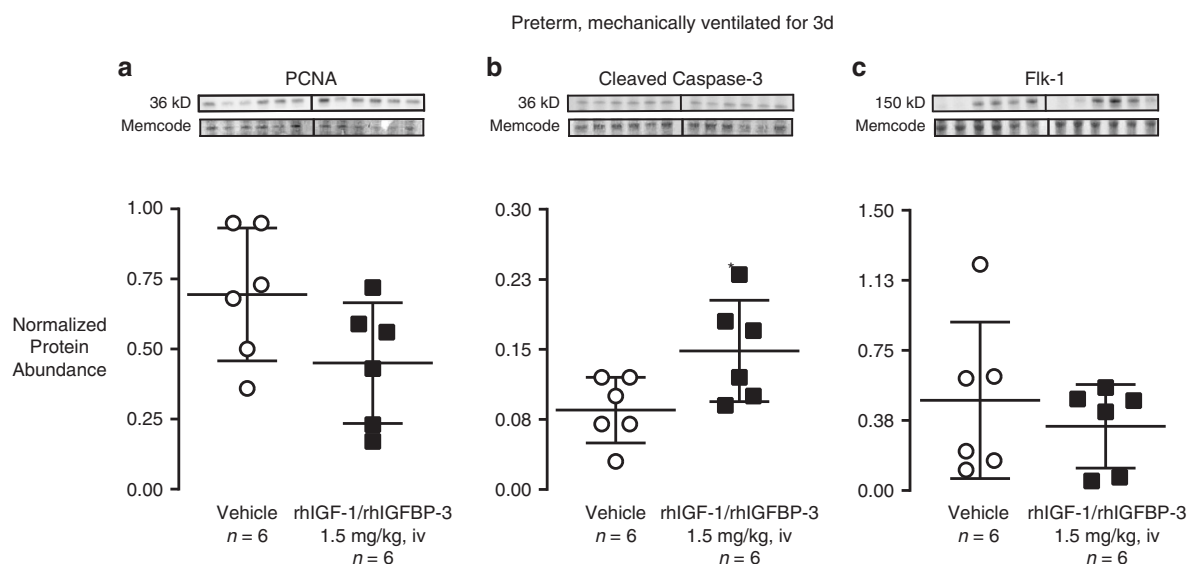 Preterm, mechanically ventilated for 3d
a
PCNA
36 kD
Memcode
1.00
0.75
0.50
0.25
0.00
Normalized
Protein
Abundance
Vehicle
n = 6
rhIGF-1/rhIGFBP-3
1.5 mg/kg, iv
n = 6
b
Cleaved Caspase-3
36 kD
Memcode
0.30
0.23
0.15
0.08
0.00
*
Vehicle
n = 6
rhIGF-1/rhIGFBP-3
1.5 mg/kg, iv
n = 6
c
Flk-1
150 kD
Memcode
1.50
1.13
0.75
0.38
0.00
Vehicle
n = 6
rhIGF-1/rhIGFBP-3
1.5 mg/kg, iv
n = 6